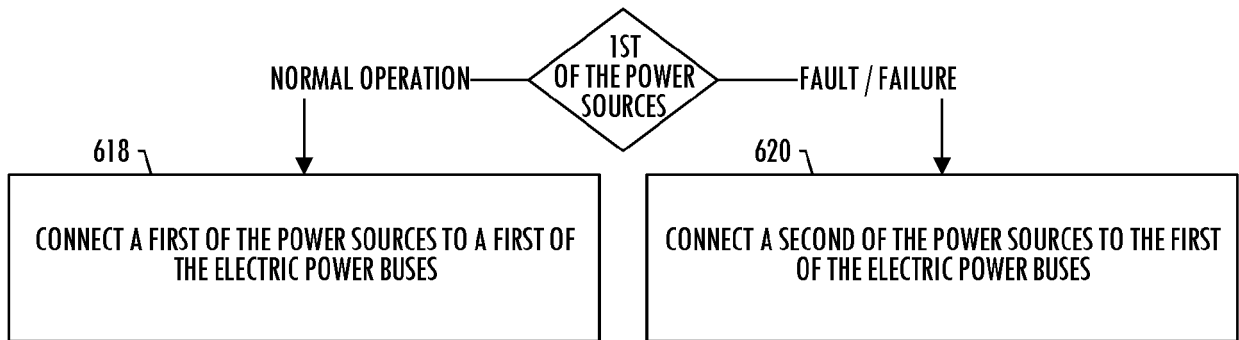 1ST
OF THE POWER
SOURCES
NORMAL OPERATION
FAULT / FAILURE
618
620
CONNECT A FIRST OF THE POWER SOURCES TO A FIRST OF
THE ELECTRIC POWER BUSES
CONNECT A SECOND OF THE POWER SOURCES TO THE FIRST
OF THE ELECTRIC POWER BUSES